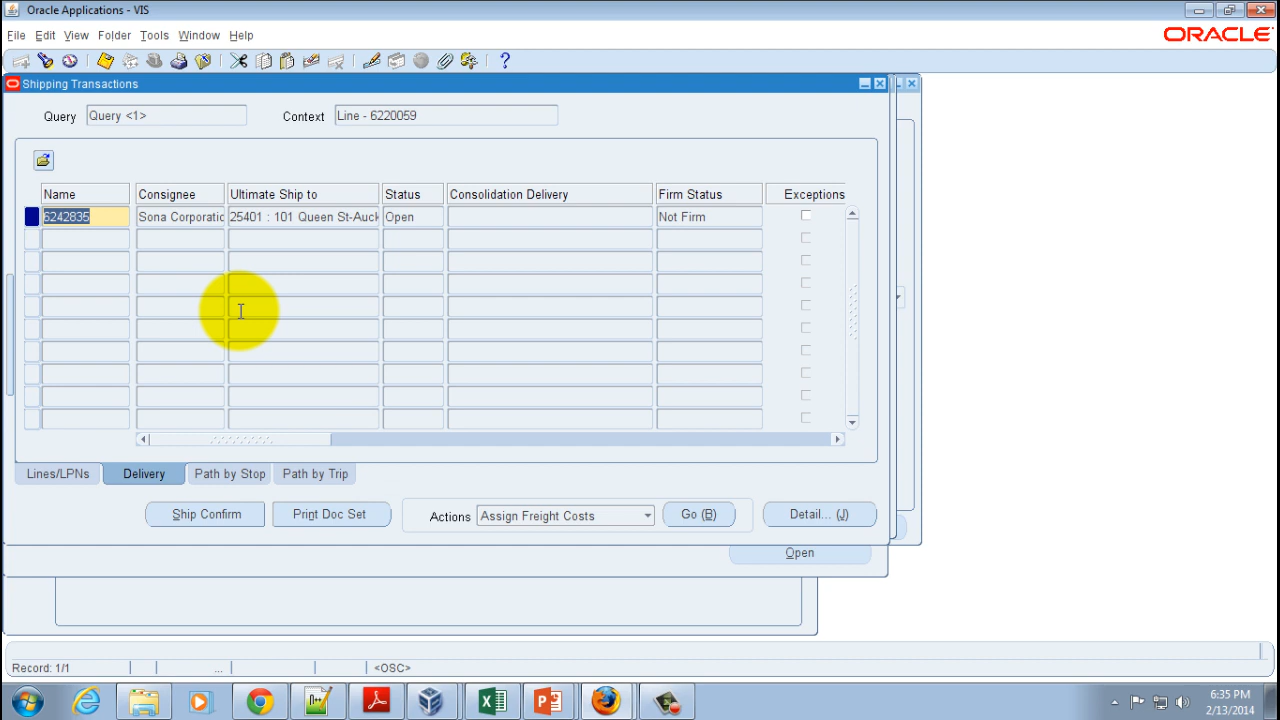 Oracle Applications - VIS
File Edit View Folder Tools Window Help
ORACLE
Shipping Transactions
Query Query <1> Context Line - 6220059
Name Consignee Ultimate Ship to Status Consolidation Delivery Firm Status Exceptions
6242835 Sona Corporatic 25401 : 101 Queen St-Auck Open Not Firm
Lines/LPNs Delivery Path by Stop Path by Trip
Ship Confirm Print Doc Set Actions Assign Freight Costs Go (B) Detail... (J)
Open
Record: 1/1 ... <OSC>
6:35 PM
2/13/2014